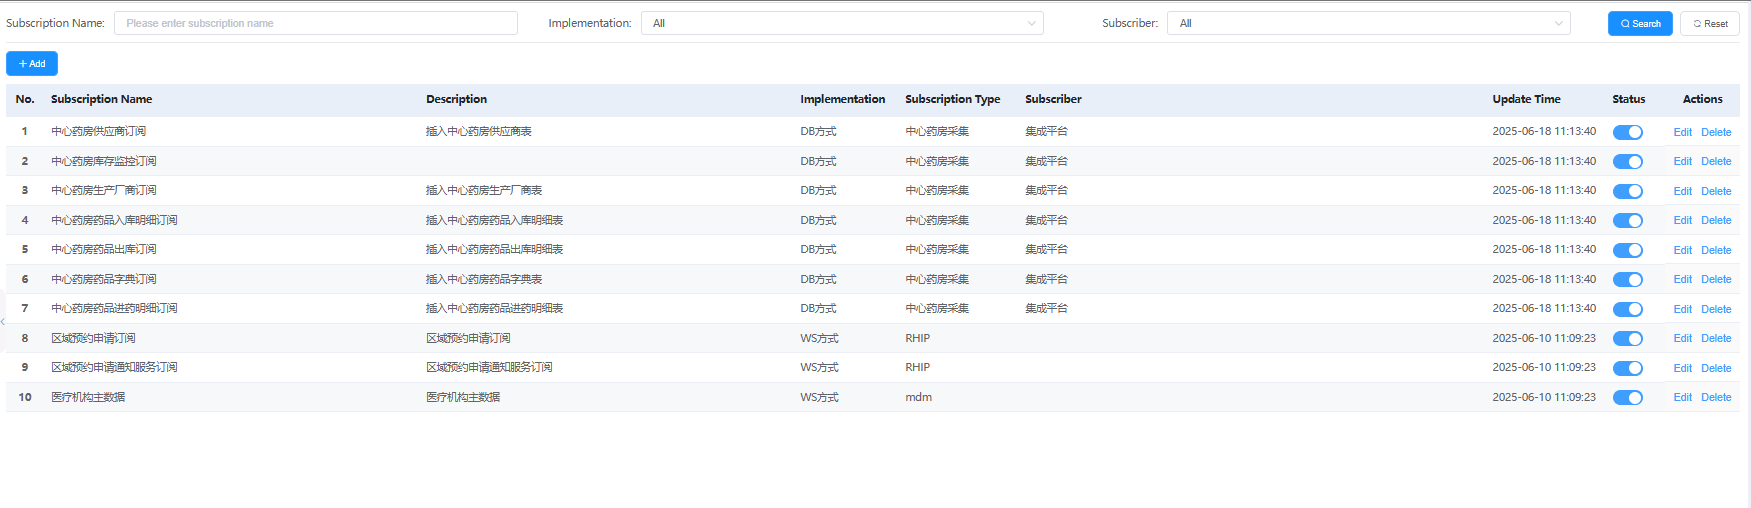 Subscription Name: Please enter subscription name Implementation: All Subscriber: All Search Reset
+ Add
No. Subscription Name Description Implementation Subscription Type Subscriber Update Time Status Actions
1 中心药房供应商订阅 插入中心药房供应商表 DB方式 中心药房采集 集成平台 2025-06-18 11:13:40 Edit Delete
2 中心药房库存监控订阅 DB方式 中心药房采集 集成平台 2025-06-18 11:13:40 Edit Delete
3 中心药房生产厂商订阅 插入中心药房生产厂商表 DB方式 中心药房采集 集成平台 2025-06-18 11:13:40 Edit Delete
4 中心药房药品入库明细订阅 插入中心药房药品入库明细表 DB方式 中心药房采集 集成平台 2025-06-18 11:13:40 Edit Delete
5 中心药房药品出库订阅 插入中心药房药品出库明细表 DB方式 中心药房采集 集成平台 2025-06-18 11:13:40 Edit Delete
6 中心药房药品字典订阅 插入中心药房药品字典表 DB方式 中心药房采集 集成平台 2025-06-18 11:13:40 Edit Delete
7 中心药房药品进药明细订阅 插入中心药房药品进药明细表 DB方式 中心药房采集 集成平台 2025-06-18 11:13:40 Edit Delete
8 区域预约申请订阅 区域预约申请订阅 WS方式 RHIP 2025-06-10 11:09:23 Edit Delete
9 区域预约申请通知服务订阅 区域预约申请通知服务订阅 WS方式 RHIP 2025-06-10 11:09:23 Edit Delete
10 医疗机构主数据 医疗机构主数据 WS方式 mdm 2025-06-10 11:09:23 Edit Delete